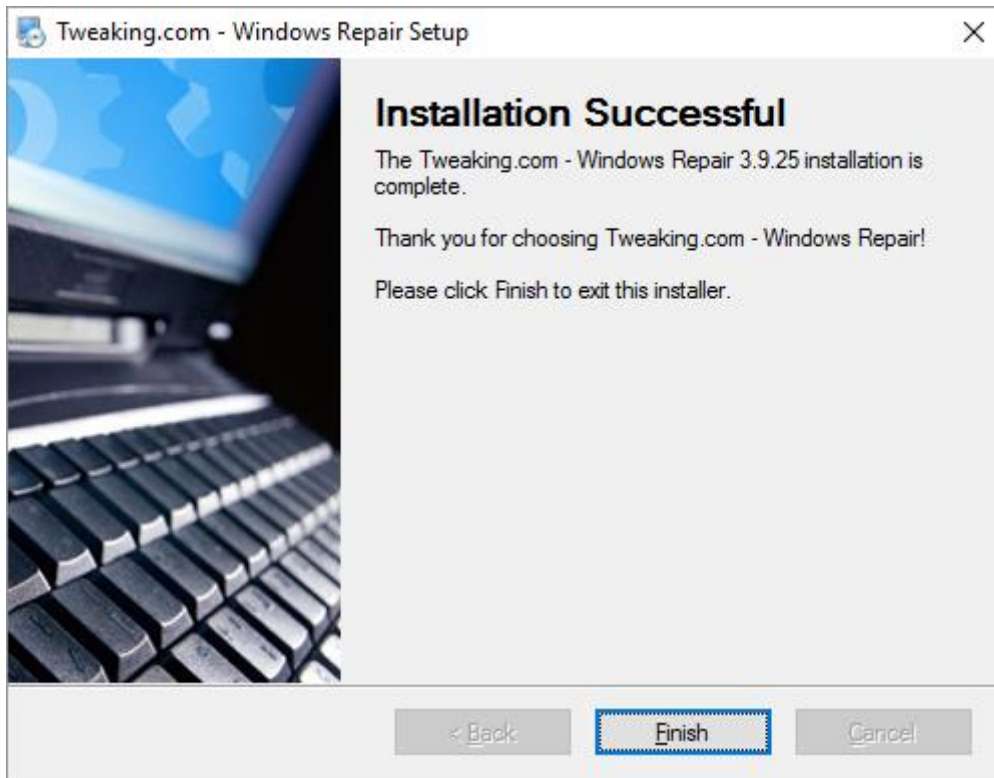 Tweaking.com - Windows Repair Setup
Installation Successful
The Tweaking.com - Windows Repair 3.9.25 installation is
complete.
Thank you for choosing Tweaking.com - Windows Repair!
Please click Finish to exit this installer.
< Back
Finish
Cancel